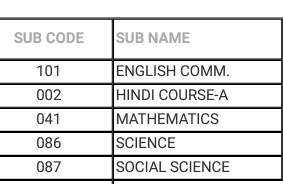 SUB CODE SUB NAME
101 ENGLISH COMM.
002 HINDI COURSE-A
041 MATHEMATICS
086 SCIENCE
087 SOCIAL SCIENCE